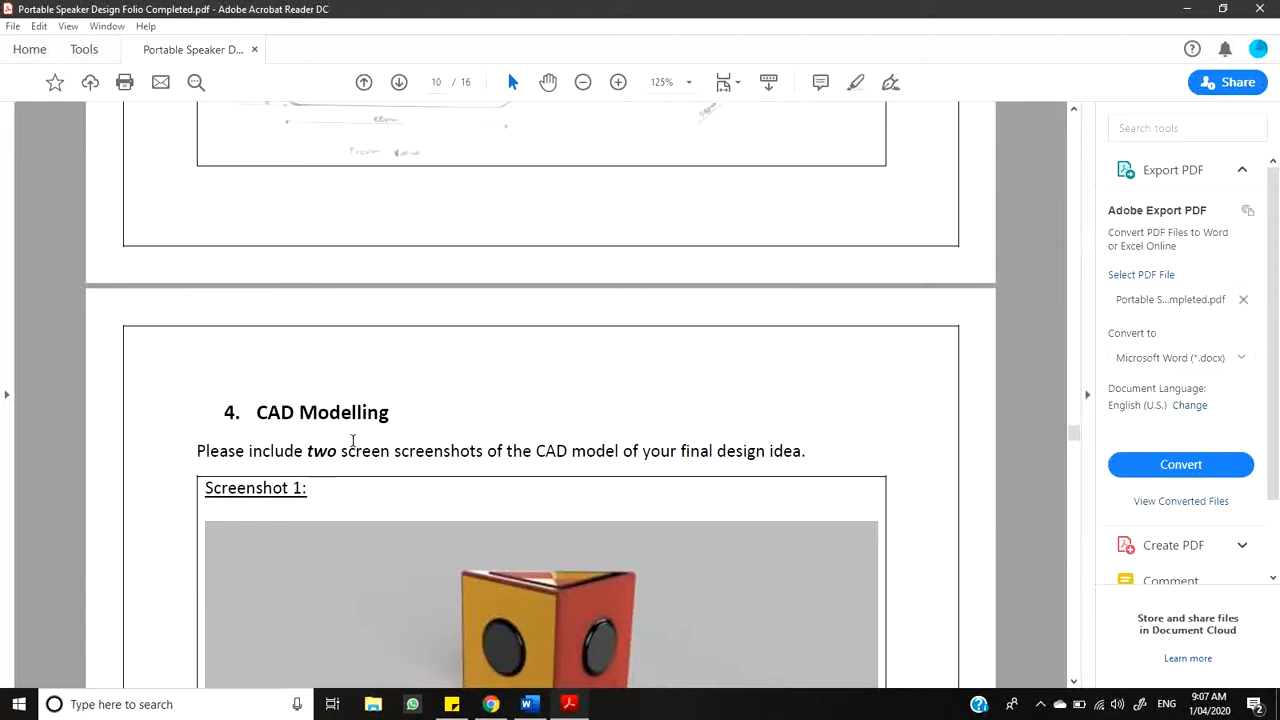 Portable Speaker Design Folio Completed.pdf - Adobe Acrobat Reader DC
File Edit View Window Help
Home Tools Portable Speaker D...
10 / 16 125% Share
Search tools
Export PDF
Adobe Export PDF
Convert PDF Files to Word
or Excel Online
Select PDF File
Portable S...mpleted.pdf
Convert to
Microsoft Word (*.docx)
Document Language:
English (U.S.) Change
Convert
View Converted Files
Create PDF
Comment
Store and share files
in Document Cloud
Learn more
4. CAD Modelling
Please include two screen screenshots of the CAD model of your final design idea.
Screenshot 1:
Type here to search
ENG
9:07 AM
1/04/2020
2